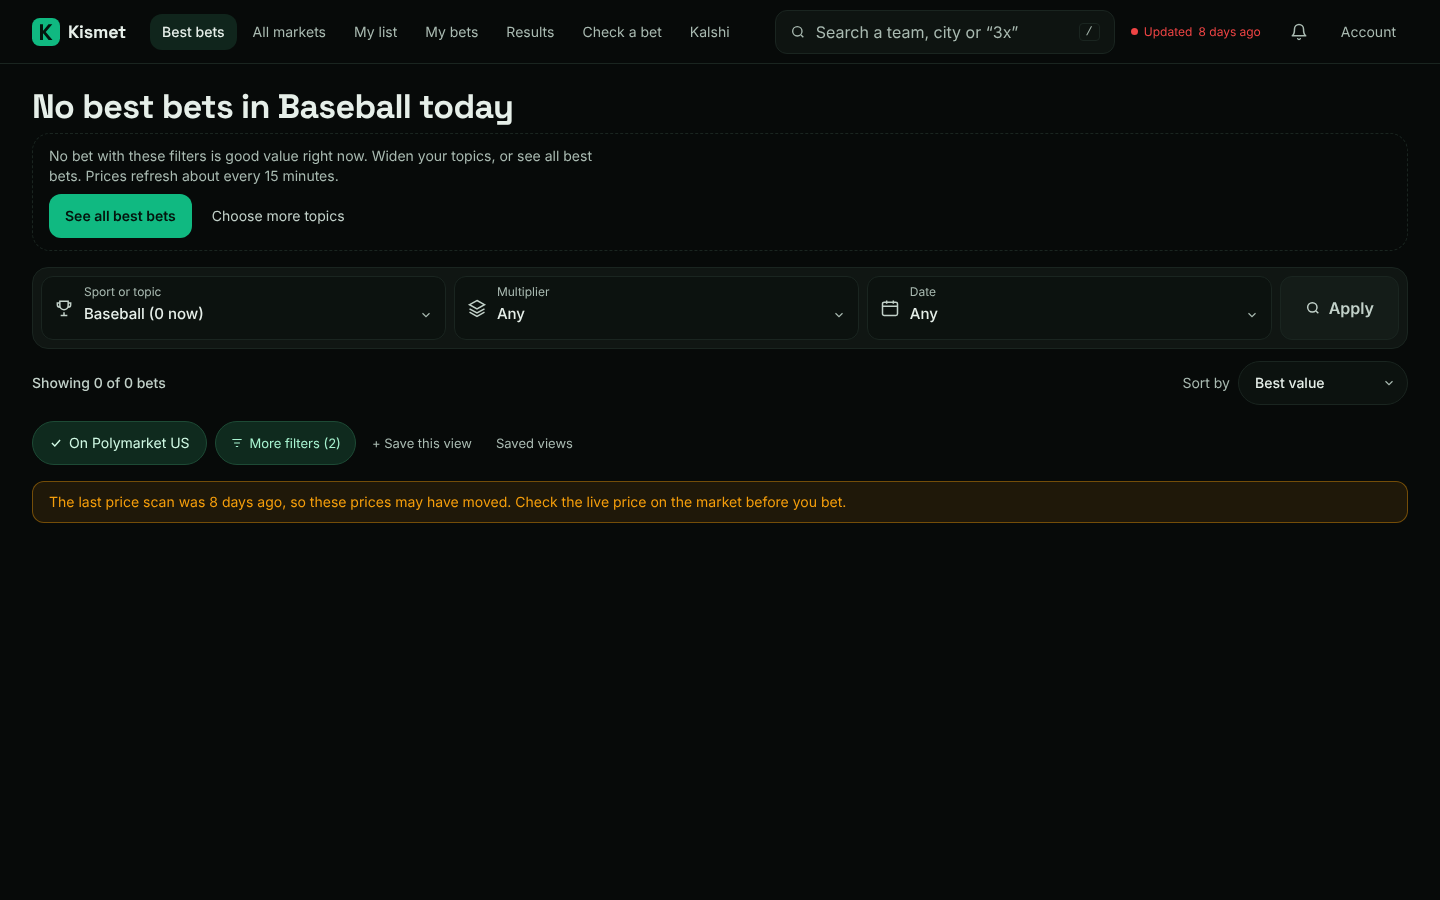 K Kismet Best bets All markets My list My bets Results Check a bet Kalshi Search a team, city or “3x” / Updated 8 days ago Account
No best bets in Baseball today
No bet with these filters is good value right now. Widen your topics, or see all best
bets. Prices refresh about every 15 minutes.
See all best bets Choose more topics
Sport or topic
Baseball (0 now)
Multiplier
Any
Date
Any
Apply
Showing 0 of 0 bets
Sort by Best value
On Polymarket US More filters (2) + Save this view Saved views
The last price scan was 8 days ago, so these prices may have moved. Check the live price on the market before you bet.